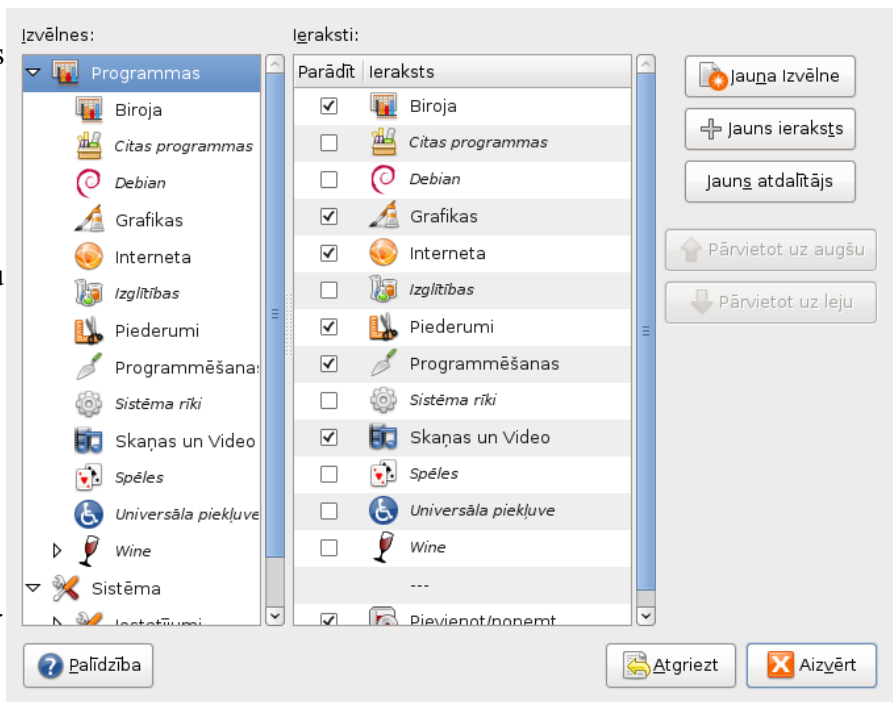 Izvēlnes:
Programmas
Biroja
Citas programmas
Debian
Grafikas
Interneta
Izglītības
Piederumi
Programmēšanas
Sistēma rīki
Skaņas un Video
Spēles
Universāla piekļuve
Wine
Sistēma
Iestatījumi
Ieraksti:
Parādīt Ieraksts
Biroja
Citas programmas
Debian
Grafikas
Interneta
Izglītības
Piederumi
Programmēšanas
Sistēma rīki
Skaņas un Video
Spēles
Universāla piekļuve
Wine
---
Pievienot/noņemt
Jauna Izvēlne
Jauns ieraksts
Jauns atdalītājs
Pārvietot uz augšu
Pārvietot uz leju
Palīdzība
Atgriezt
Aizvērt